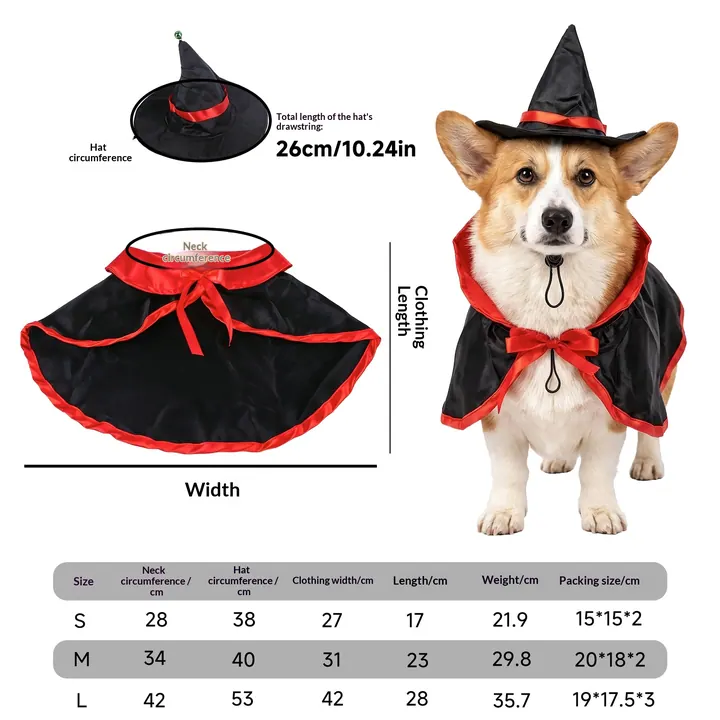 Total length of the hat's
drawstring:
26cm/10.24in
Hat
circumference
Neck
circumference
Clothing
Length
Width
Size Neck circumference / cm Hat circumference / cm Clothing width/cm Length/cm Weight/cm Packing size/cm
S 28 38 27 17 21.9 15*15*2
M 34 40 31 23 29.8 20*18*2
L 42 53 42 28 35.7 19*17.5*3